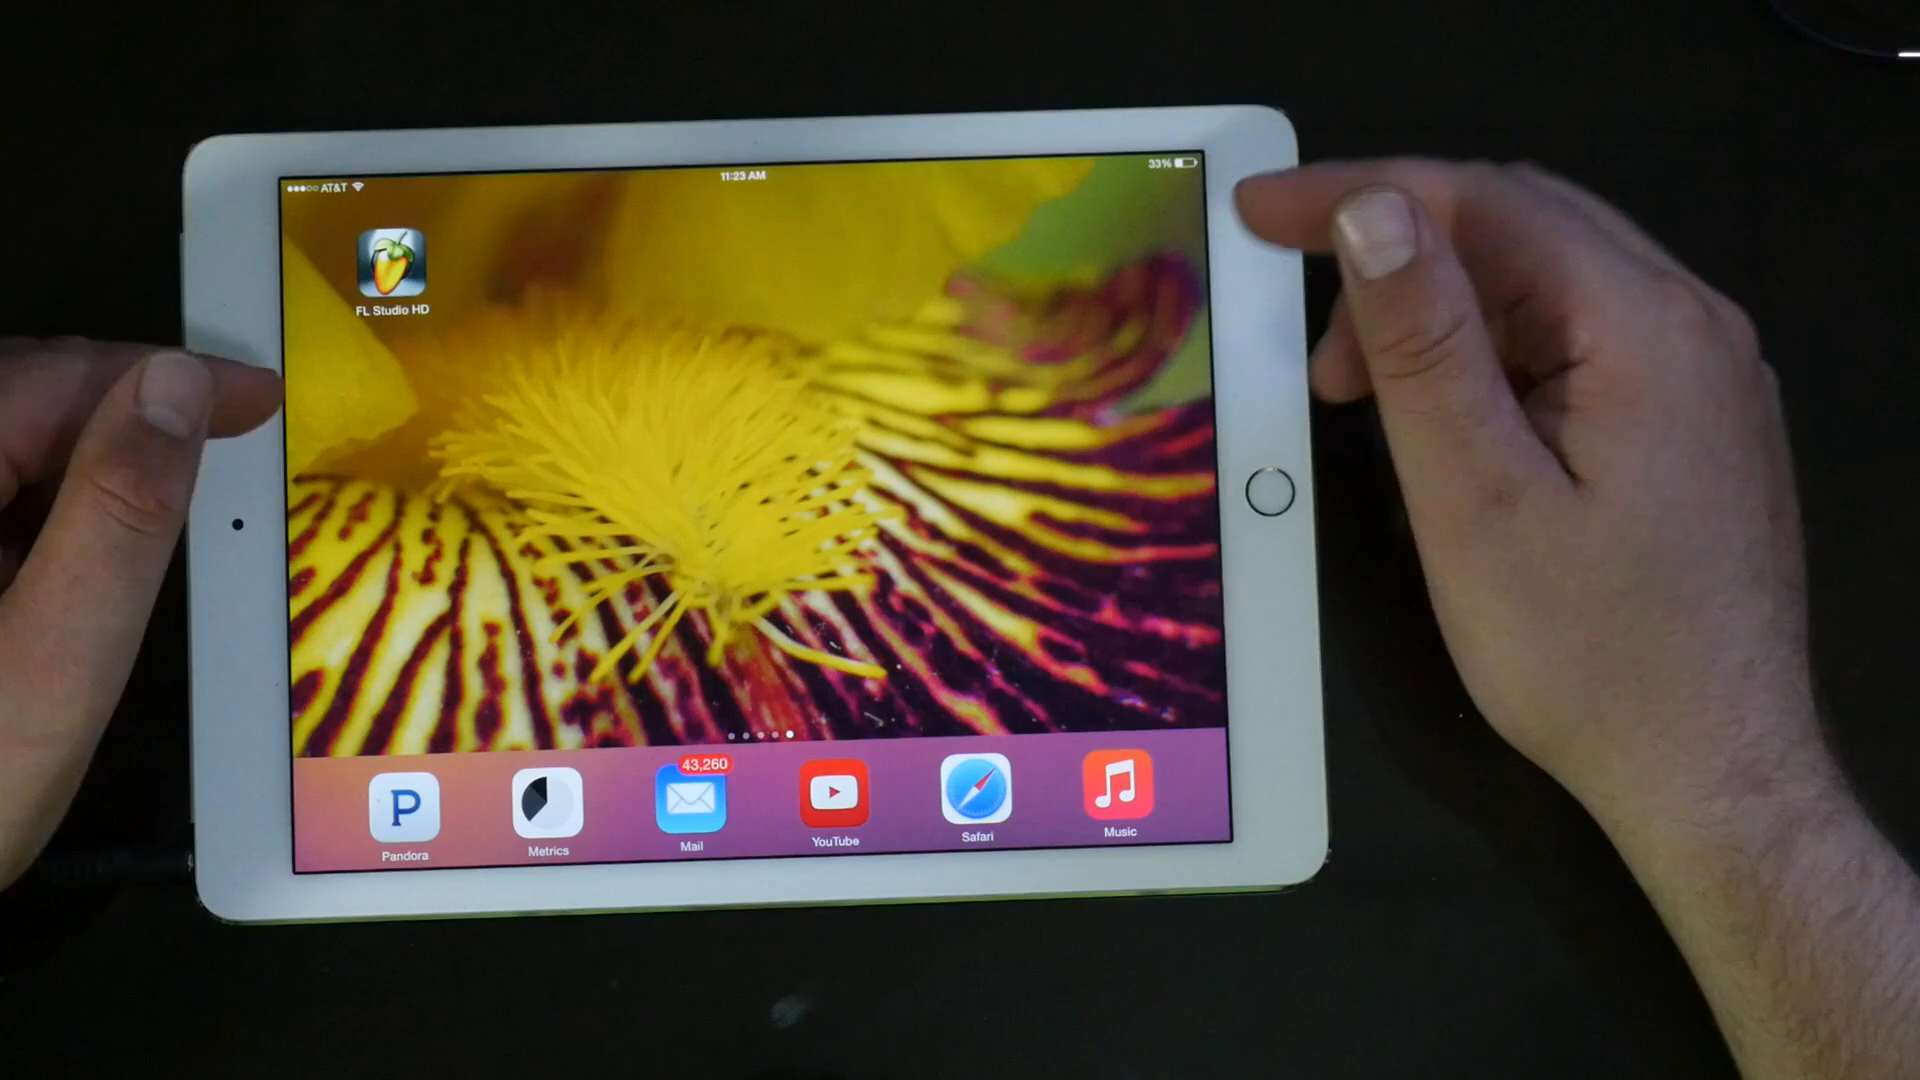 AT&T
11:23 AM
33%
FL Studio HD
43,260
P
Pandora
Metrics
Mail
YouTube
Safari
Music